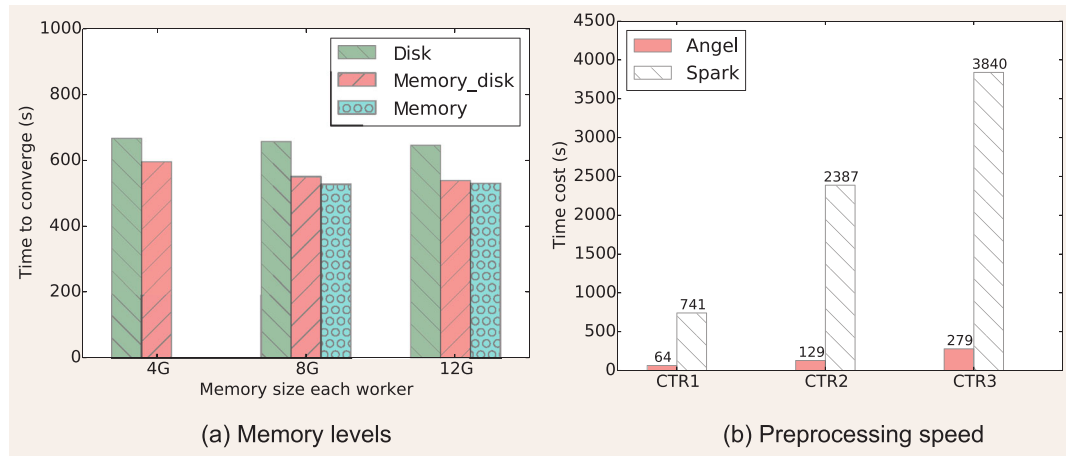 1000
800
600
400
200
0
Time to converge (s)
Disk
Memory_disk
Memory
4G
8G
12G
Memory size each worker
(a) Memory levels
4500
4000
3500
3000
2500
2000
1500
1000
500
0
Time cost (s)
Angel
Spark
64
741
129
2387
279
3840
CTR1
CTR2
CTR3
(b) Preprocessing speed